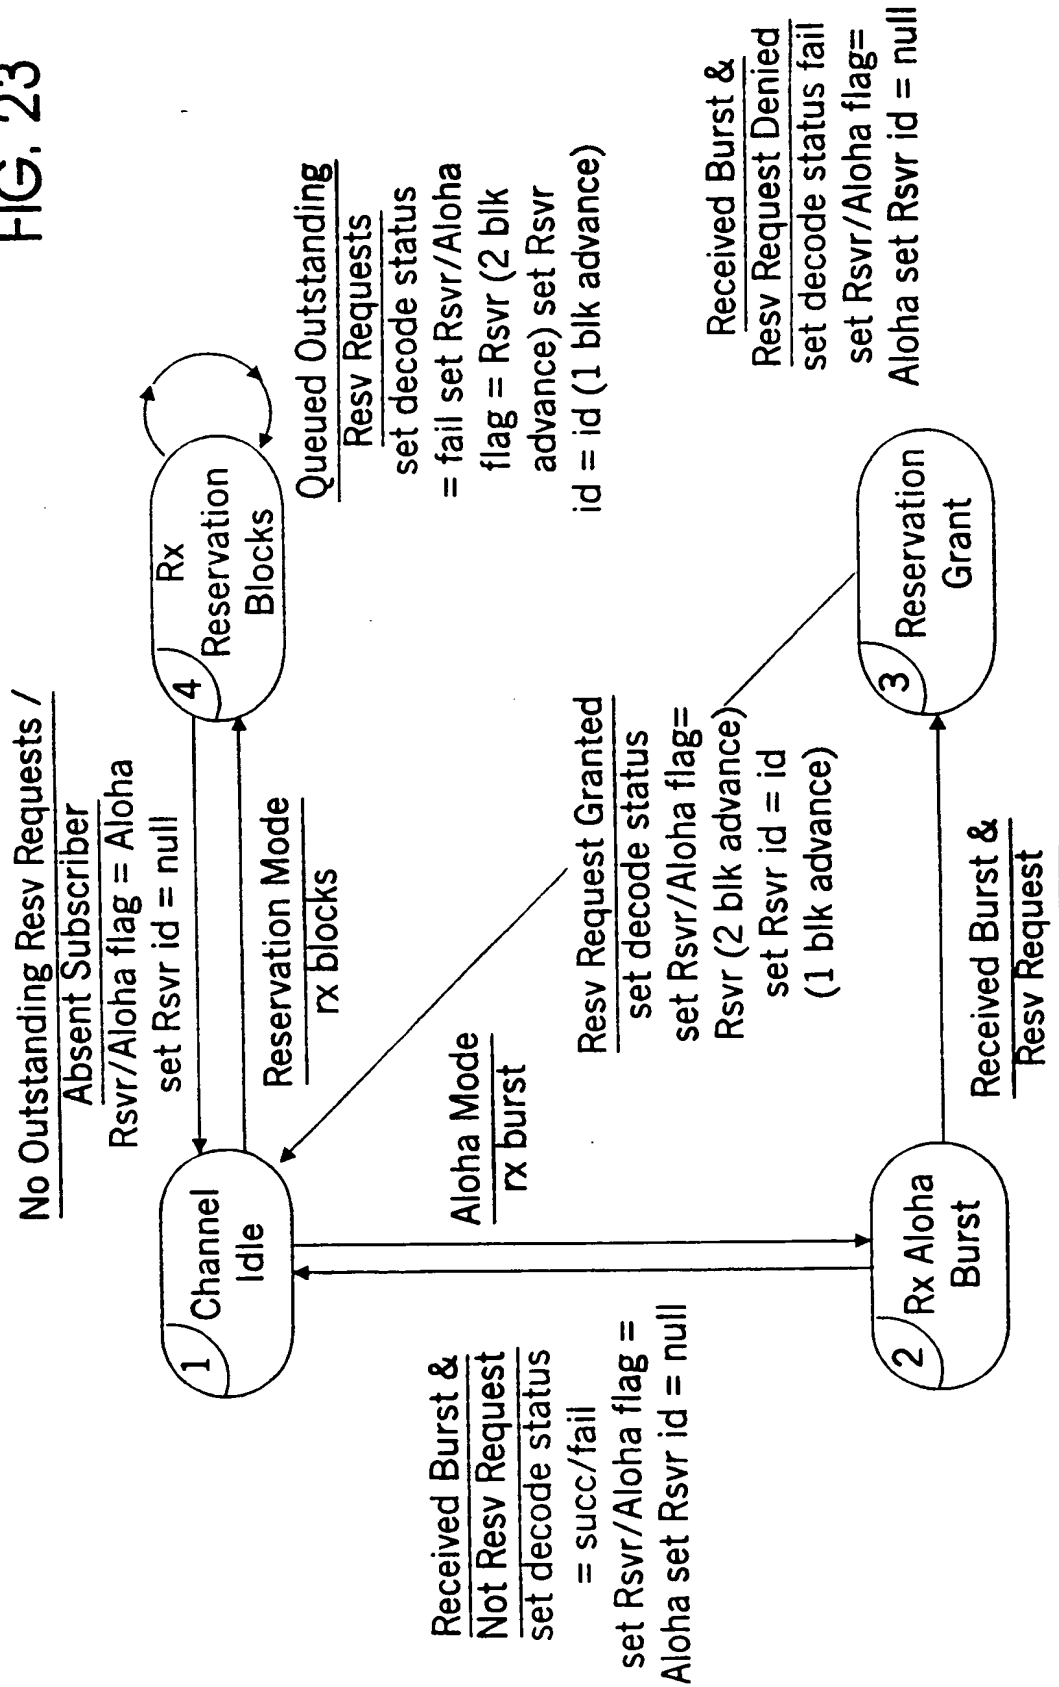 FIG. 23
No Outstanding Resv Requests /
Absent Subscriber
Rsvr/Aloha flag = Aloha
set Rsvr id = null
1
Channel
Idle
4
Rx
Reservation
Blocks
Reservation Mode
rx blocks
Queued Outstanding
Resv Requests
set decode status
= fail set Rsvr/Aloha
flag = Rsvr (2 blk
advance) set Rsvr
id = id (1 blk advance)
Aloha Mode
rx burst
Resv Request Granted
set decode status
set Rsvr/Aloha flag=
Rsvr (2 blk advance)
set Rsvr id = id
(1 blk advance)
Received Burst &
Not Resv Request
set decode status
= succ/fail
set Rsvr/Aloha flag =
Aloha set Rsvr id = null
2
Rx Aloha
Burst
Received Burst &
Resv Request
3
Reservation
Grant
Received Burst &
Resv Request Denied
set decode status fail
set Rsvr/Aloha flag=
Aloha set Rsvr id = null